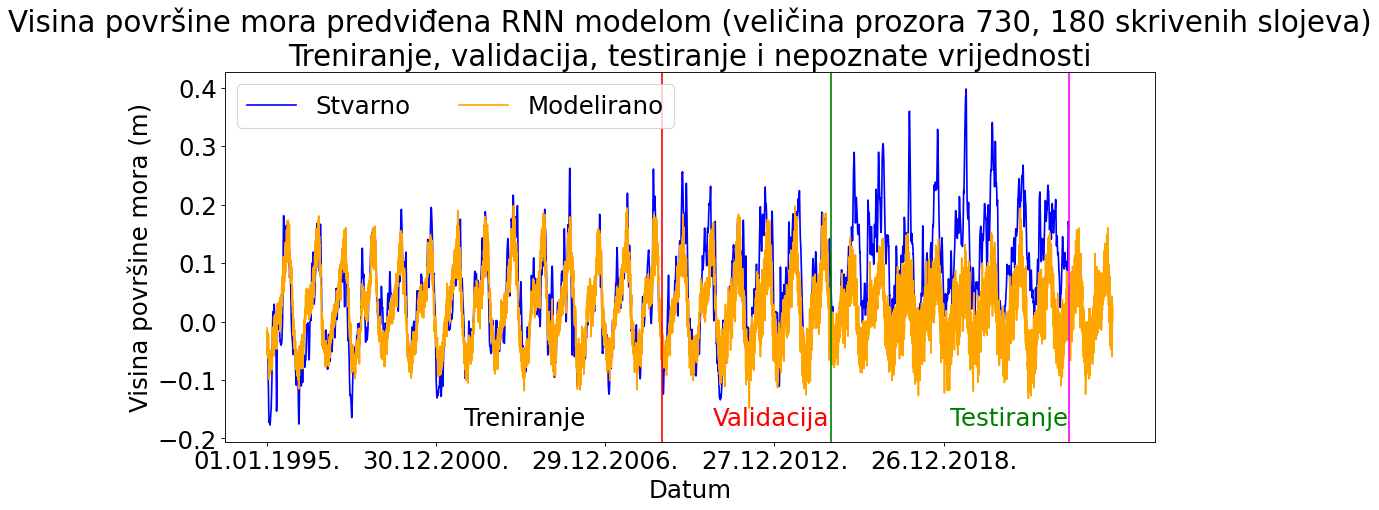 Visina površine mora predviđena RNN modelom (veličina prozora 730, 180 skrivenih slojeva)
Treniranje, validacija, testiranje i nepoznate vrijednosti
Stvarno Modelirano
Visina površine mora (m)
0.4
0.3
0.2
0.1
0.0
−0.1
−0.2
Treniranje Validacija Testiranje
01.01.1995. 30.12.2000. 29.12.2006. 27.12.2012. 26.12.2018.
Datum